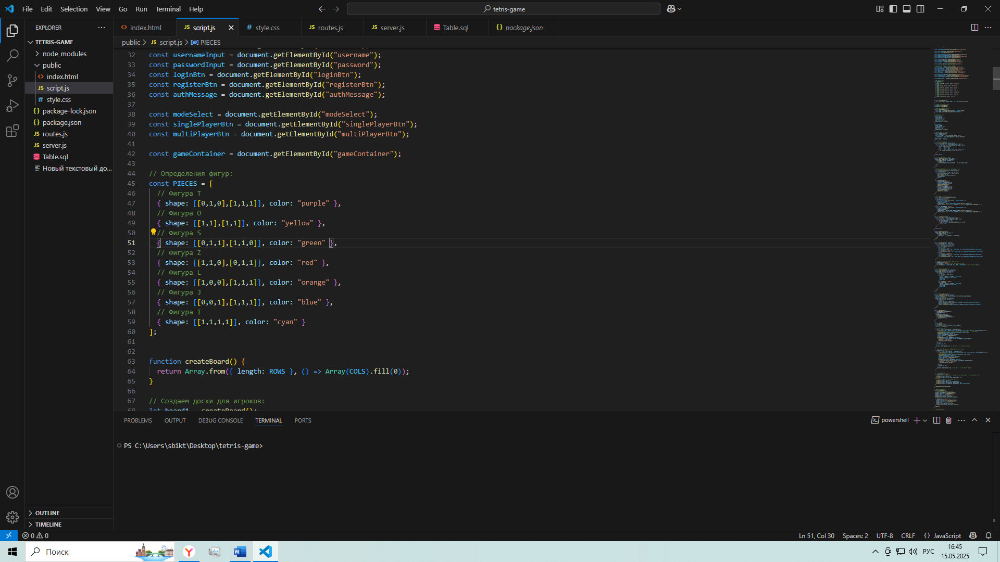 File Edit Selection View Go Run Terminal Help
tetris-game
EXPLORER
TETRIS-GAME
node_modules
public
index.html
script.js
style.css
package-lock.json
package.json
routes.js
server.js
Table.sql
Новый текстовый до...
OUTLINE
TIMELINE
index.html script.js style.css routes.js server.js Table.sql package.json
public > JS script.js > PIECES
32 const usernameInput = document.getElementById("username");
33 const passwordInput = document.getElementById("password");
34 const loginBtn = document.getElementById("loginBtn");
35 const registerBtn = document.getElementById("registerBtn");
36 const authMessage = document.getElementById("authMessage");
37
38 const modeSelect = document.getElementById("modeSelect");
39 const singlePlayerBtn = document.getElementById("singlePlayerBtn");
40 const multiPlayerBtn = document.getElementById("multiPlayerBtn");
41
42 const gameContainer = document.getElementById("gameContainer");
43
44 // Определения фигур:
45 const PIECES = [
46 // Фигура T
47 { shape: [[0,1,0],[1,1,1]], color: "purple" },
48 // Фигура O
49 { shape: [[1,1],[1,1]], color: "yellow" },
50 // Фигура S
51 { shape: [[0,1,1],[1,1,0]], color: "green" },
52 // Фигура Z
53 { shape: [[1,1,0],[0,1,1]], color: "red" },
54 // Фигура L
55 { shape: [[1,0,0],[1,1,1]], color: "orange" },
56 // Фигура J
57 { shape: [[0,0,1],[1,1,1]], color: "blue" },
58 // Фигура I
59 { shape: [[1,1,1,1]], color: "cyan" }
60 ];
61
62
63 function createBoard() {
64 return Array.from({ length: ROWS }, () => Array(COLS).fill(0));
65 }
66
67 // Создаем доски для игроков:
68 let board1 = createBoard();
PROBLEMS OUTPUT DEBUG CONSOLE TERMINAL PORTS
powershell
PS C:\Users\sbikt\Desktop\tetris-game>
0 0
Ln 51, Col 30 Spaces: 2 UTF-8 CRLF {} JavaScript
Поиск
РУС
16:45
15.05.2025